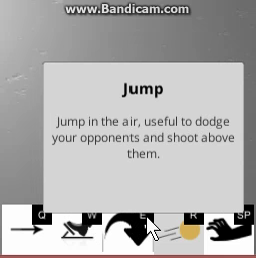 www.Bandicam.com
Jump
Jump in the air, useful to dodge
your opponents and shoot above
them.
Q W E R SP